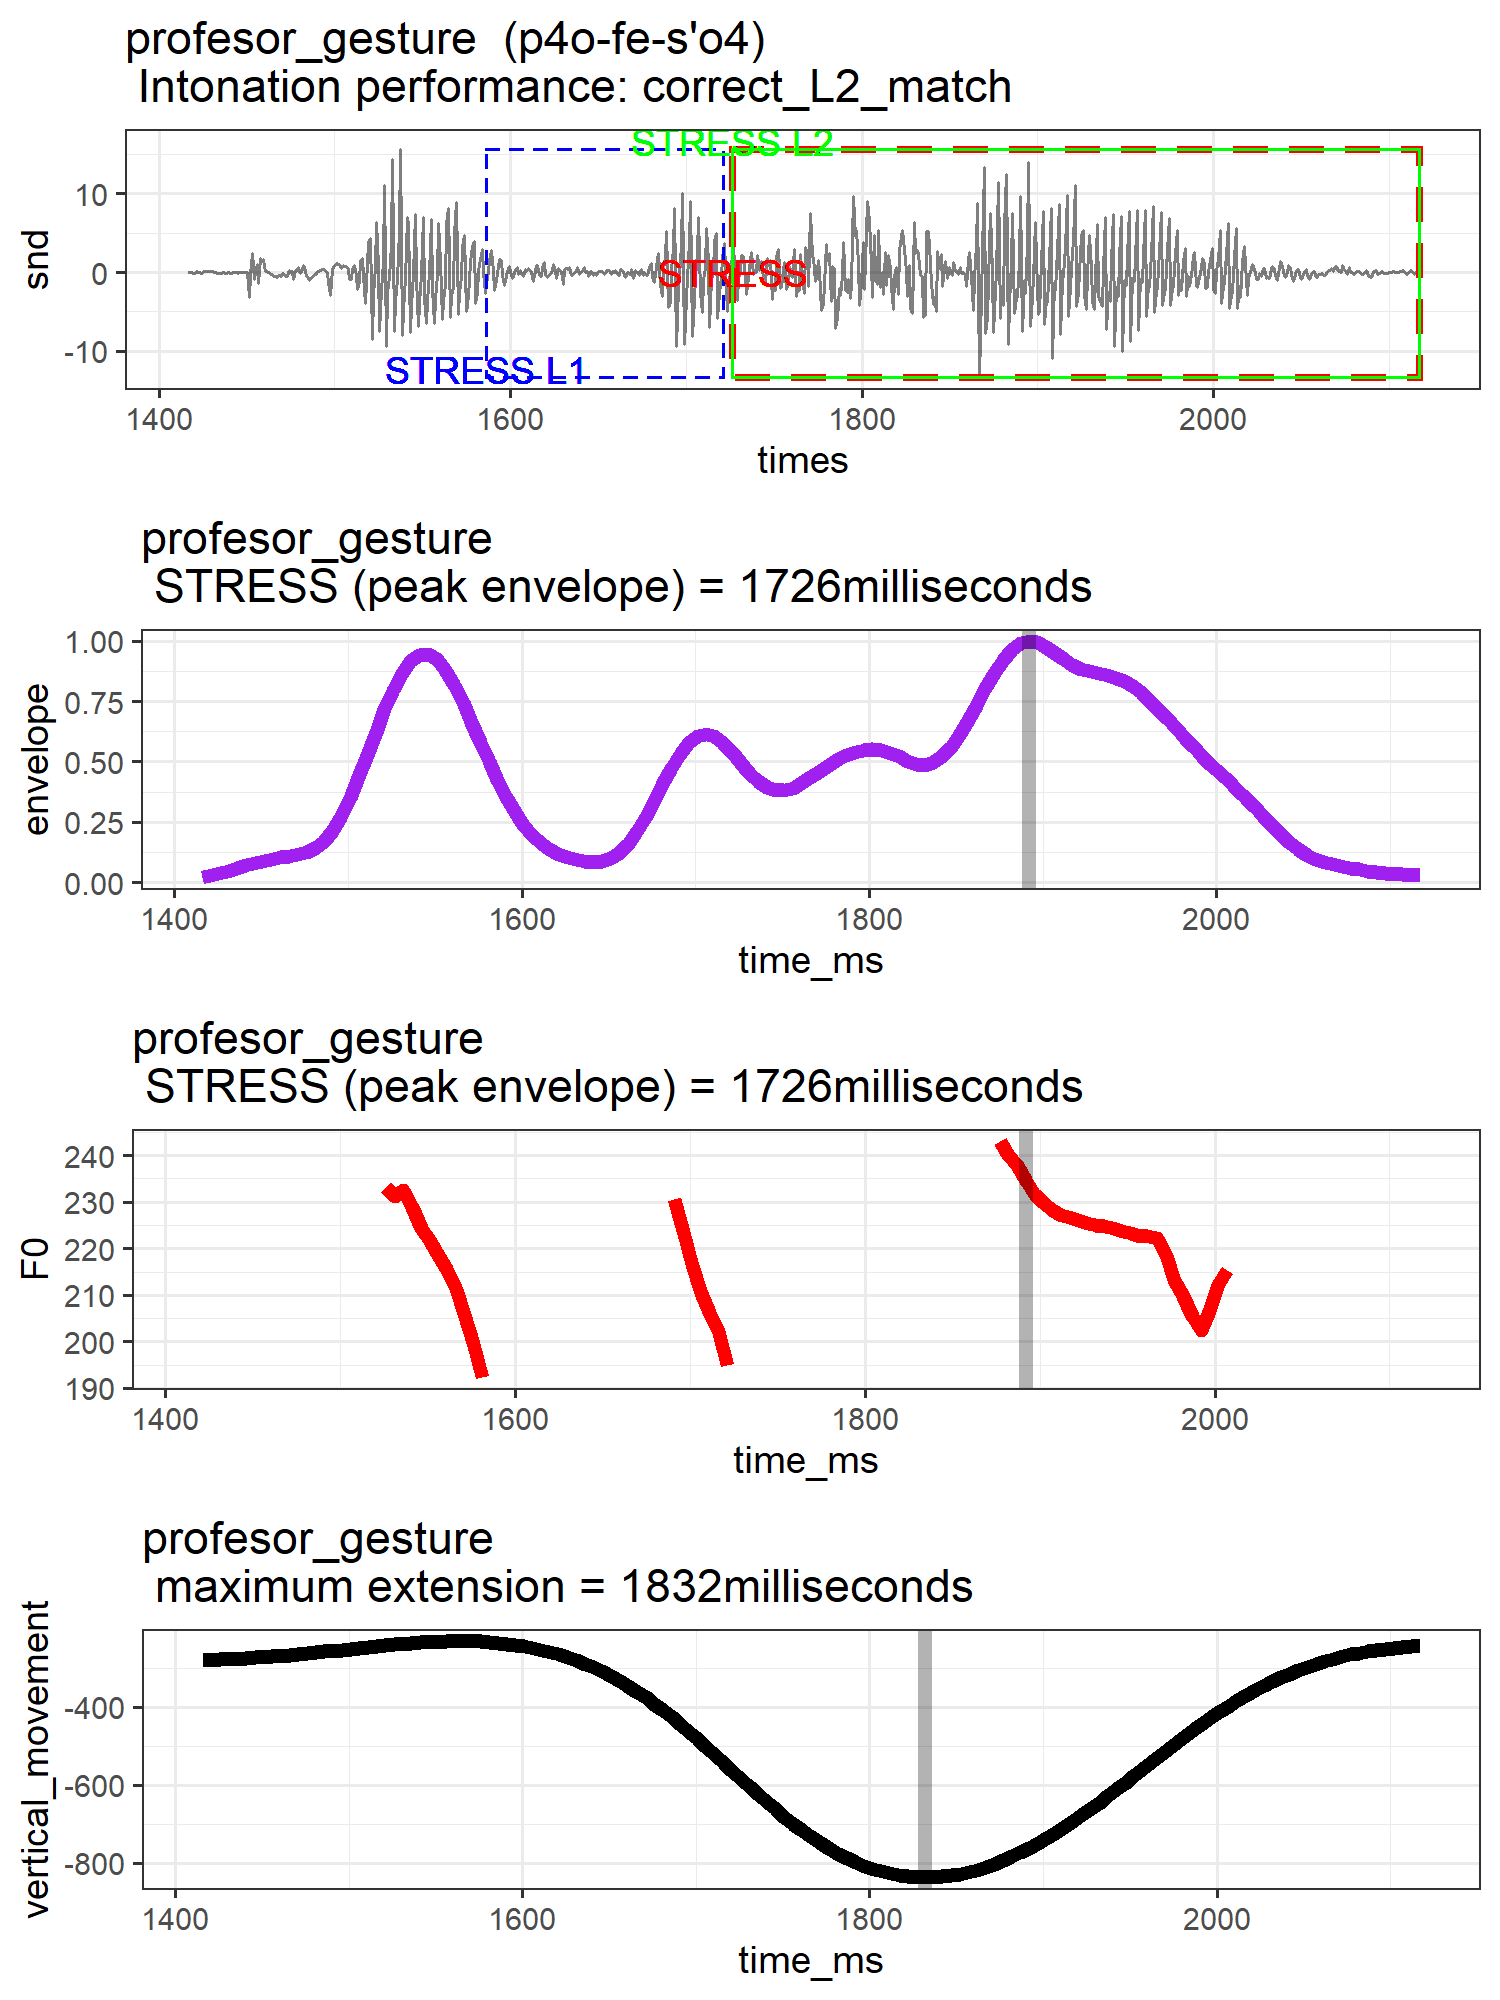 profesor_gesture  (p4o-fe-s'o4)
Intonation performance: correct_L2_match
STRESS L2
STRESS
STRESS L1
snd
10
0
-10
1400
1600
1800
2000
times
profesor_gesture
STRESS (peak envelope) = 1726milliseconds
envelope
1.00
0.75
0.50
0.25
0.00
1400
1600
1800
2000
time_ms
profesor_gesture
STRESS (peak envelope) = 1726milliseconds
F0
240
230
220
210
200
190
1400
1600
1800
2000
time_ms
profesor_gesture
maximum extension = 1832milliseconds
vertical_movement
-400
-600
-800
1400
1600
1800
2000
time_ms